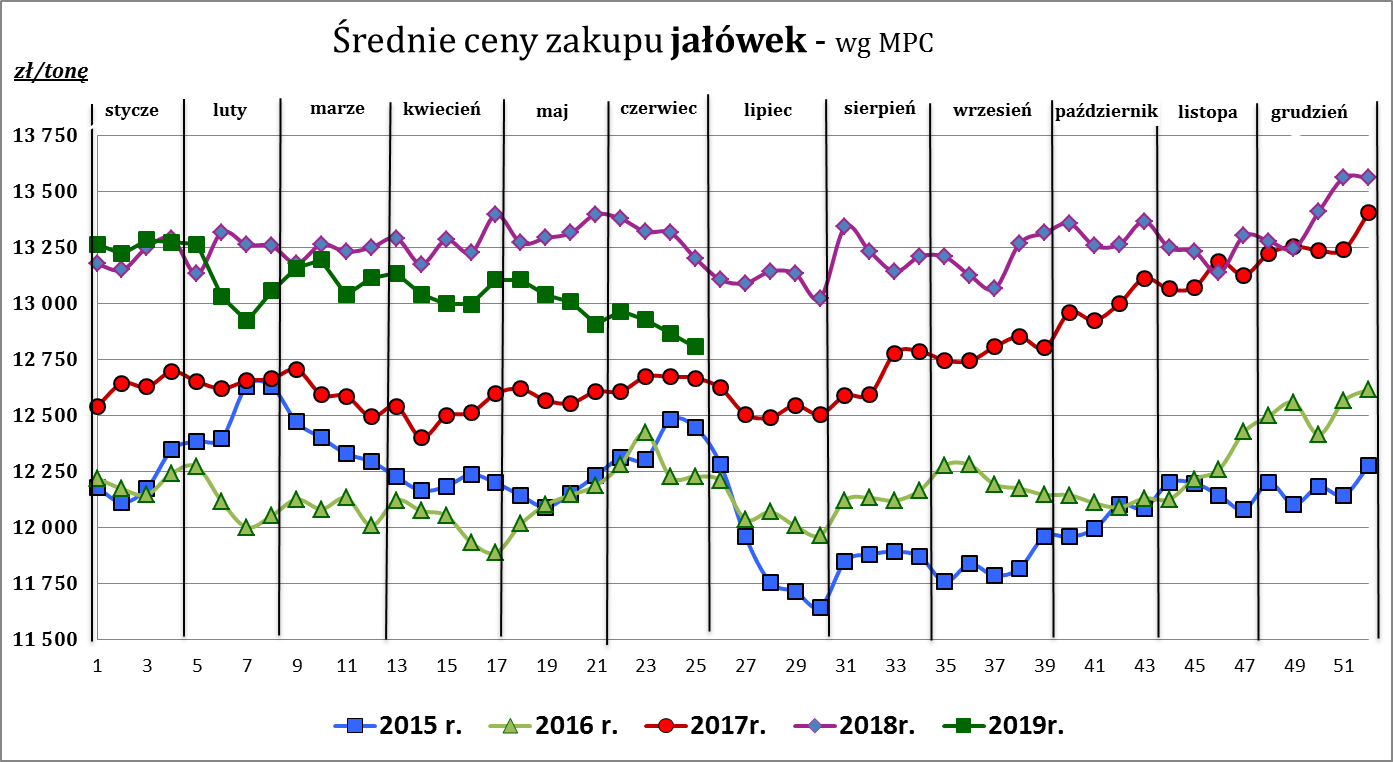 Średnie ceny zakupu jałówek - wg MPC
zł/tonę
stycze luty marze kwiecień maj czerwiec lipiec sierpień wrzesień październik listopa grudzień
13 750
13 500
13 250
13 000
12 750
12 500
12 250
12 000
11 750
11 500
1 3 5 7 9 11 13 15 17 19 21 23 25 27 29 31 33 35 37 39 41 43 45 47 49 51
2015 r. 2016 r. 2017r. 2018r. 2019r.